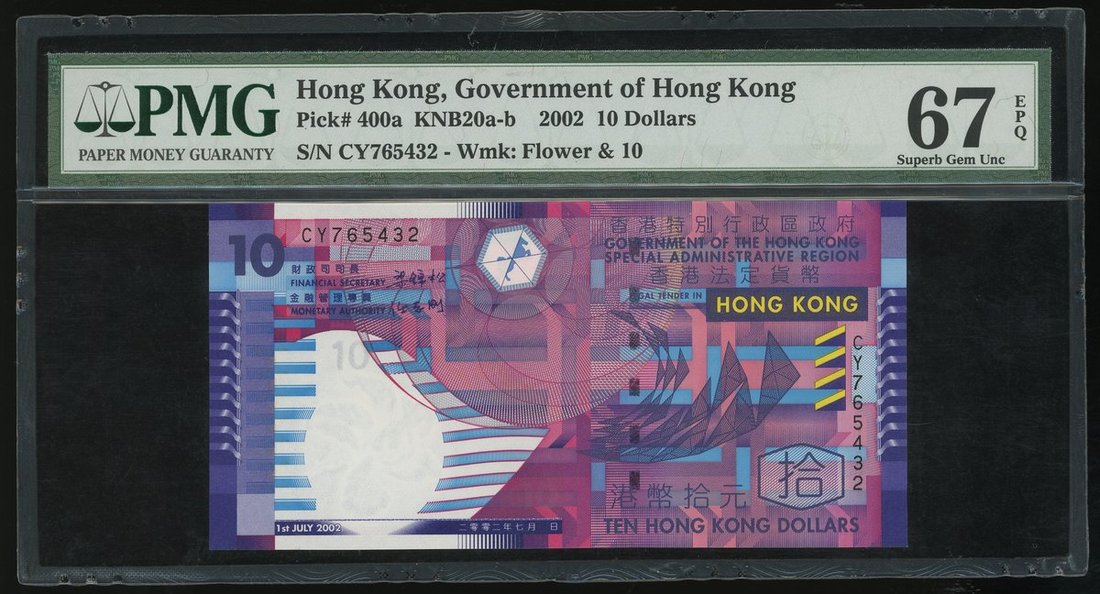 PMG
PAPER MONEY GUARANTY
Hong Kong, Government of Hong Kong
Pick# 400a KNB20a-b 2002 10 Dollars
S/N CY765432 - Wmk: Flower & 10
67
EPQ
Superb Gem Unc
10
CY765432
財政司司長
FINANCIAL SECRETARY
金融管理專員
MONETARY AUTHORITY
香港特別行政區政府
GOVERNMENT OF THE HONG KONG
SPECIAL ADMINISTRATIVE REGION
香港法定貨幣
LEGAL TENDER IN
HONG KONG
CY765432
10
拾
港幣拾元
TEN HONG KONG DOLLARS
1st JULY 2002
二零零二年七月 日